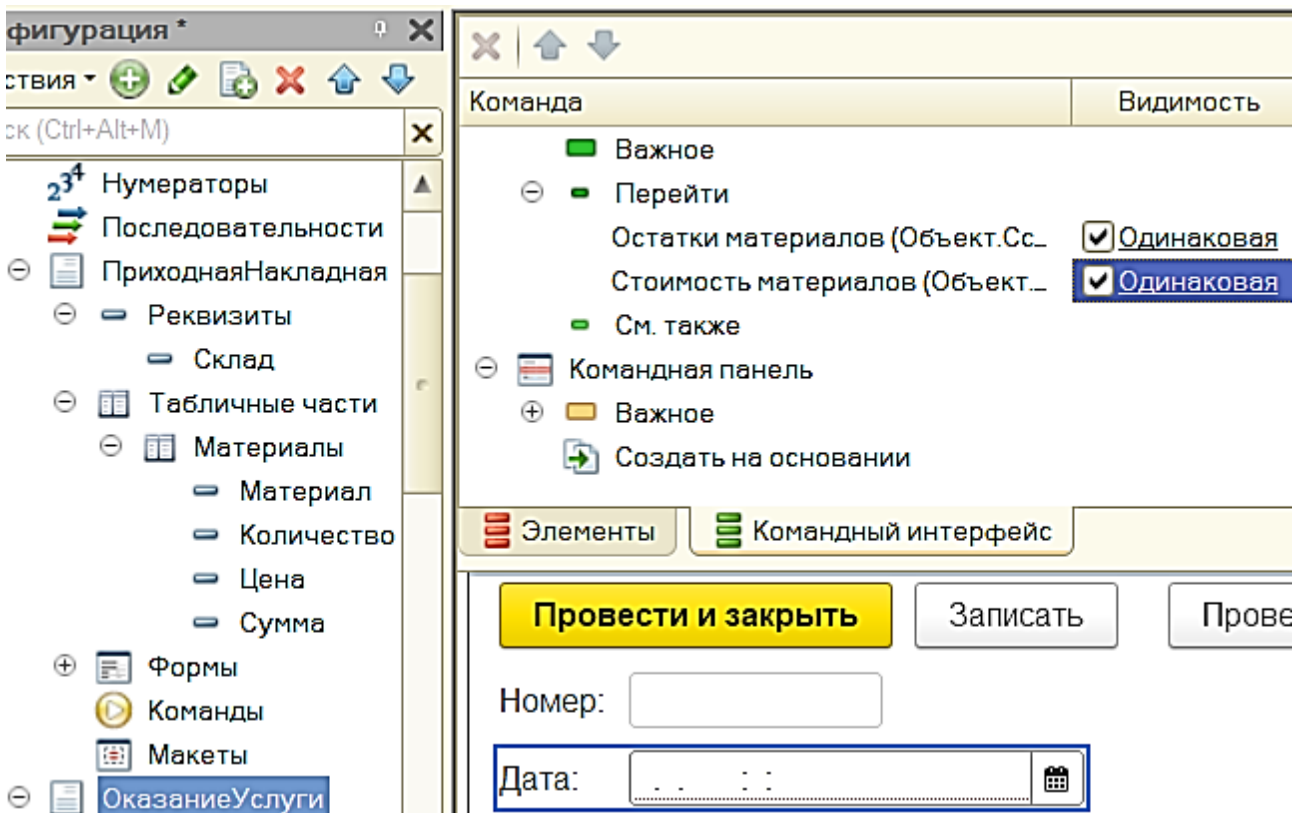 фигурация *
ствия
ск (Ctrl+Alt+M)
Нумераторы
Последовательности
ПриходнаяНакладная
Реквизиты
Склад
Табличные части
Материалы
Материал
Количество
Цена
Сумма
Формы
Команды
Макеты
ОказаниеУслуги
Команда
Видимость
Важное
Перейти
Остатки материалов (Объект.Сс...
Одинаковая
Стоимость материалов (Объект....
Одинаковая
См. также
Командная панель
Важное
Создать на основании
Элементы
Командный интерфейс
Провести и закрыть
Записать
Прове
Номер:
Дата:
. . : :